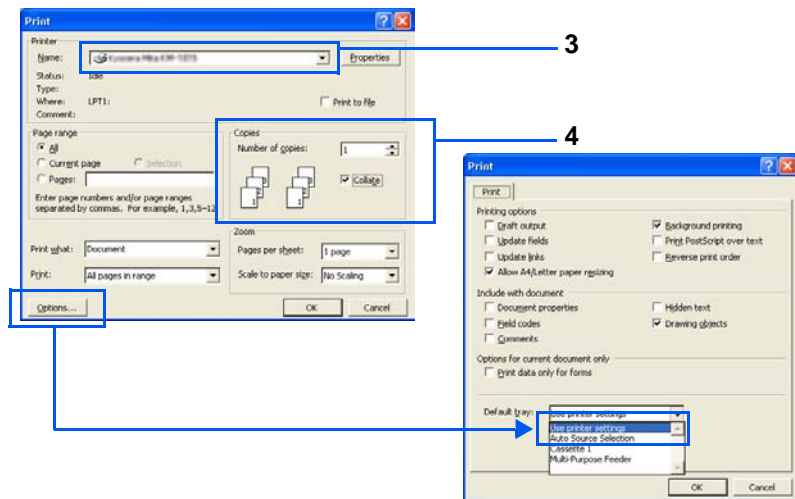 Print
Printer
Name:
Properties
Status: Idle
Type:
Where: LPT1:
Comment:
Print to file
Page range
All
Current page
Selection
Pages:
Enter page numbers and/or page ranges
separated by commas. For example, 1,3,5-12
Copies
Number of copies: 1
Collate
Print what: Document
Print: All pages in range
Zoom
Pages per sheet: 1 page
Scale to paper size: No Scaling
Options...
OK
Cancel
3
4
Print
Print
Printing options
Draft output
Update fields
Update links
Allow A4/Letter paper resizing
Background printing
Print PostScript over text
Reverse print order
Include with document
Document properties
Field codes
Comments
Hidden text
Drawing objects
Options for current document only
Print data only for forms
Default tray: Use printer settings
Use printer settings
Auto Source Selection
Cassette 1
Multi-Purpose Feeder
OK
Cancel